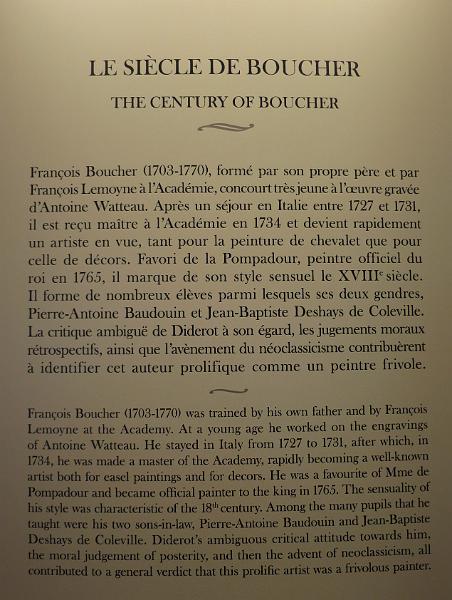 LE SIÈCLE DE BOUCHER
THE CENTURY OF BOUCHER
François Boucher (1703-1770), formé par son propre père et par
François Lemoyne à l'Académie, concourt très jeune à l'œuvre gravée
d'Antoine Watteau. Après un séjour en Italie entre 1727 et 1731,
il est reçu maître à l'Académie en 1734 et devient rapidement
un artiste en vue, tant pour la peinture de chevalet que pour
celle de décors. Favori de la Pompadour, peintre officiel du
roi en 1765, il marque de son style sensuel le XVIIIe siècle.
Il forme de nombreux élèves parmi lesquels ses deux gendres,
Pierre-Antoine Baudouin et Jean-Baptiste Deshays de Coleville.
La critique ambiguë de Diderot à son égard, les jugements moraux
rétrospectifs, ainsi que l'avènement du néoclassicisme contribuèrent
à identifier cet auteur prolifique comme un peintre frivole.
François Boucher (1703-1770) was trained by his own father and by François
Lemoyne at the Academy. At a young age he worked on the engravings
of Antoine Watteau. He stayed in Italy from 1727 to 1731, after which, in
1734, he was made a master of the Academy, rapidly becoming a well-known
artist both for easel paintings and for decors. He was a favourite of Mme de
Pompadour and became official painter to the king in 1765. The sensuality of
his style was characteristic of the 18th century. Among the many pupils that he
taught were his two sons-in-law, Pierre-Antoine Baudouin and Jean-Baptiste
Deshays de Coleville. Diderot's ambiguous critical attitude towards him,
the moral judgement of posterity, and then the advent of neoclassicism, all
contributed to a general verdict that this prolific artist was a frivolous painter.